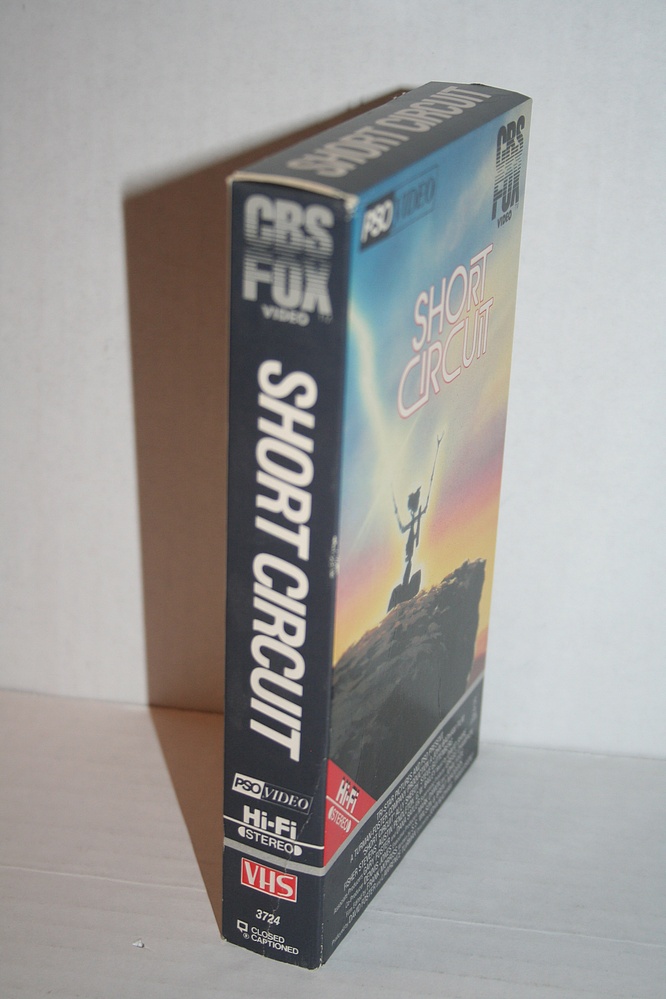 SHORT CIRCUIT
CBS
FOX
VIDEO
SHORT CIRCUIT
PSO VIDEO
Hi-Fi
STEREO
VHS
3724
CLOSED
CAPTIONED
PSO VIDEO
CBS
FOX
VIDEO
SHORT
CIRCUIT
Hi-Fi
STEREO